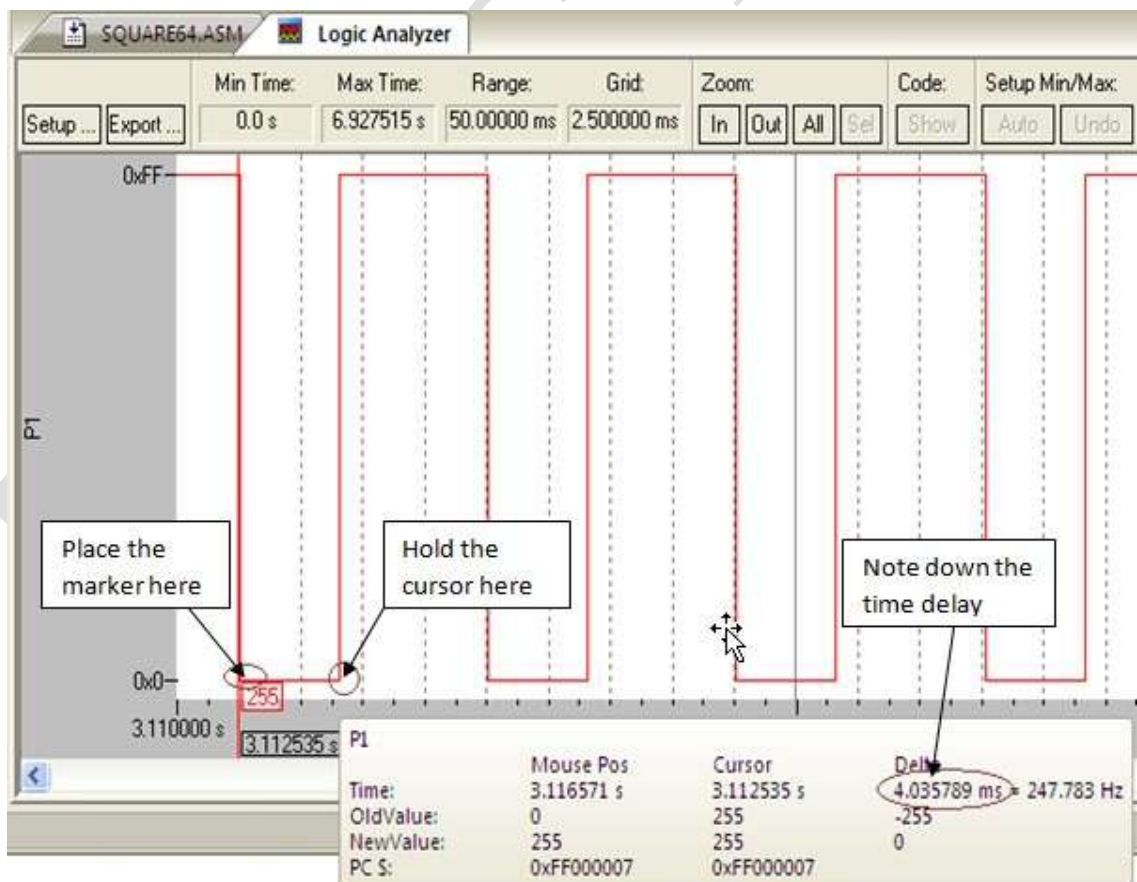 SQUARE64.ASM
Logic Analyzer
Min Time: Max Time: Range: Grid: Zoom: Code: Setup Min/Max:
Setup ... Export ... 0.0 s 6.927515 s 50.00000 ms 2.500000 ms In Out All Sel Show Auto Undo
0xFF
P1
Place the
marker here
Hold the
cursor here
Note down the
time delay
0x0
255
3.110000 s
3.112535 s
P1
Mouse Pos Cursor
Time: 3.116571 s 3.112535 s 4.035789 ms = 247.783 Hz
OldValue: 0 255 -255
NewValue: 255 255 0
PC $: 0xFF000007 0xFF000007